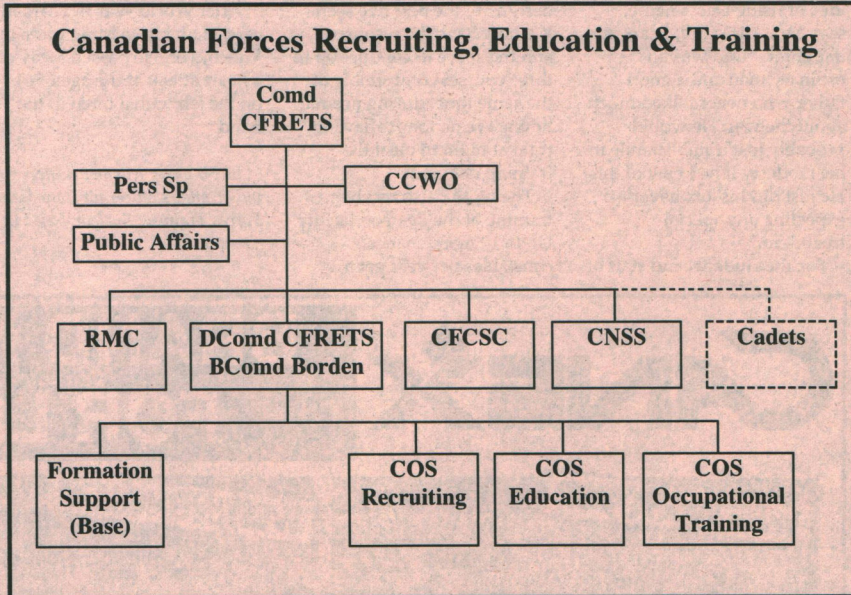 Canadian Forces Recruiting, Education & Training
Comd
CFRETS
Pers Sp
CCWO
Public Affairs
RMC
DComd CFRETS
BComd Borden
CFCSC
CNSS
Cadets
Formation
Support
(Base)
COS
Recruiting
COS
Education
COS
Occupational
Training